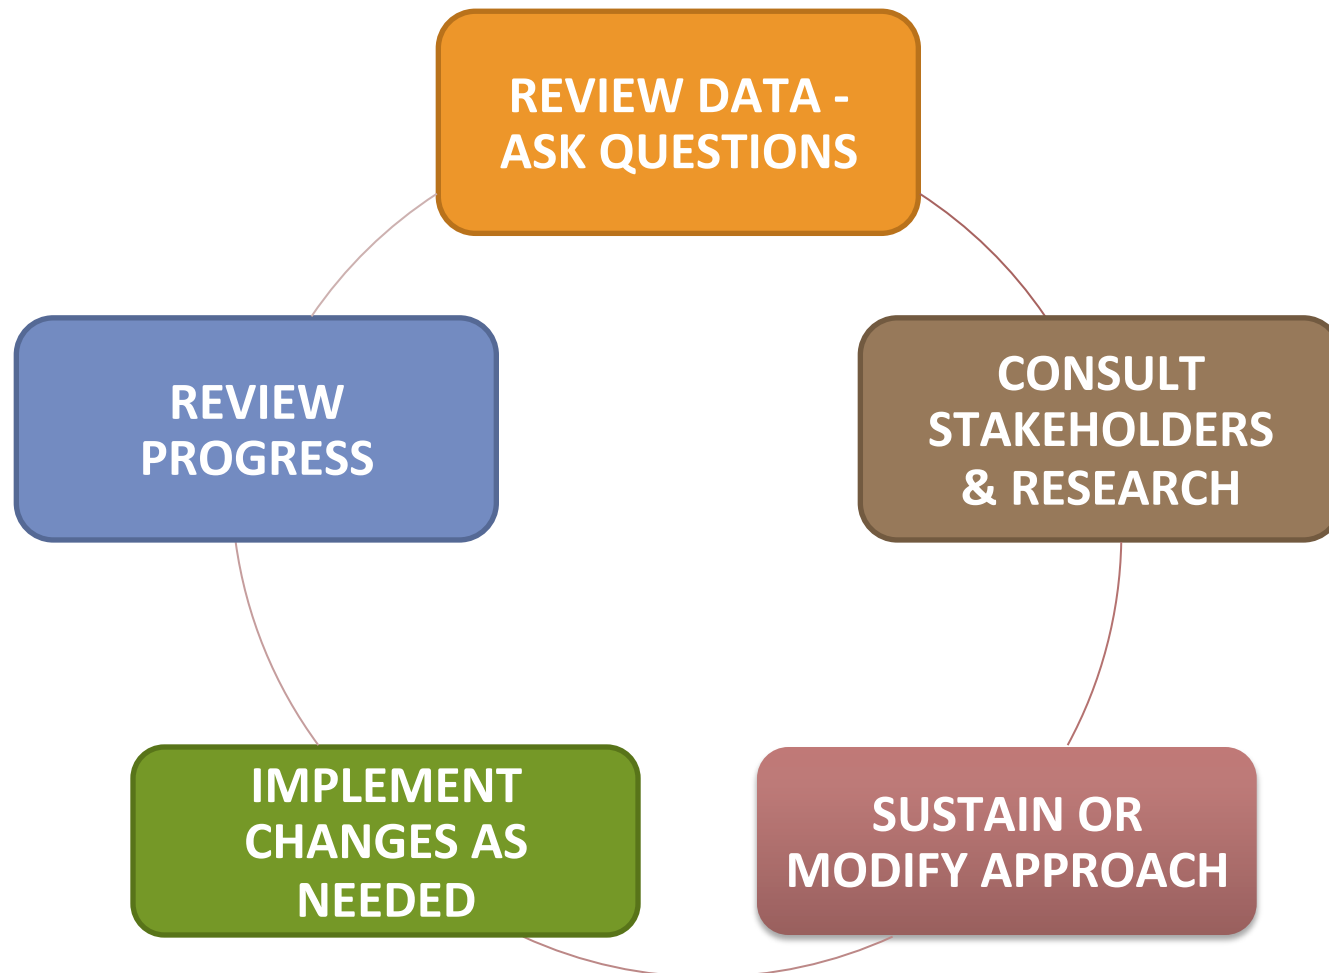 REVIEW DATA -
ASK QUESTIONS
CONSULT
STAKEHOLDERS
& RESEARCH
SUSTAIN OR
MODIFY APPROACH
IMPLEMENT
CHANGES AS
NEEDED
REVIEW
PROGRESS